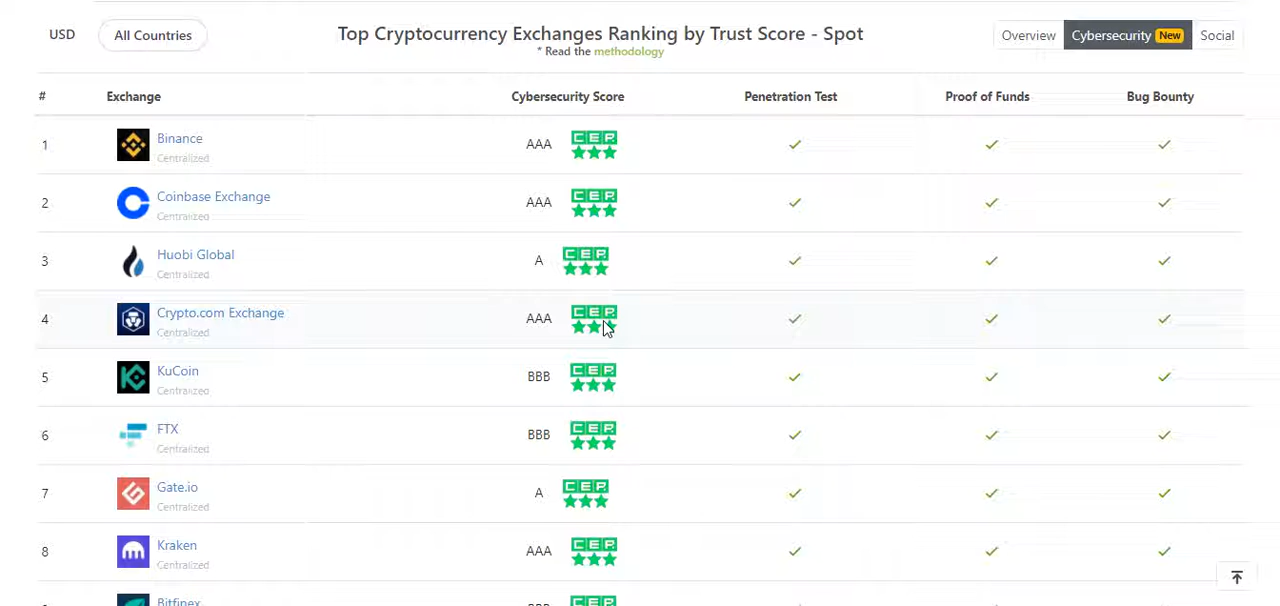 USD All Countries Top Cryptocurrency Exchanges Ranking by Trust Score - Spot Overview Cybersecurity New Social
* Read the methodology
# Exchange Cybersecurity Score Penetration Test Proof of Funds Bug Bounty
1 Binance AAA CER
Centralized
2 Coinbase Exchange AAA CER
Centralized
3 Huobi Global A CER
Centralized
4 Crypto.com Exchange AAA CER
Centralized
5 KuCoin BBB CER
Centralized
6 FTX BBB CER
Centralized
7 Gate.io A CER
Centralized
8 Kraken AAA CER
Centralized
Bitfinex BBB CER